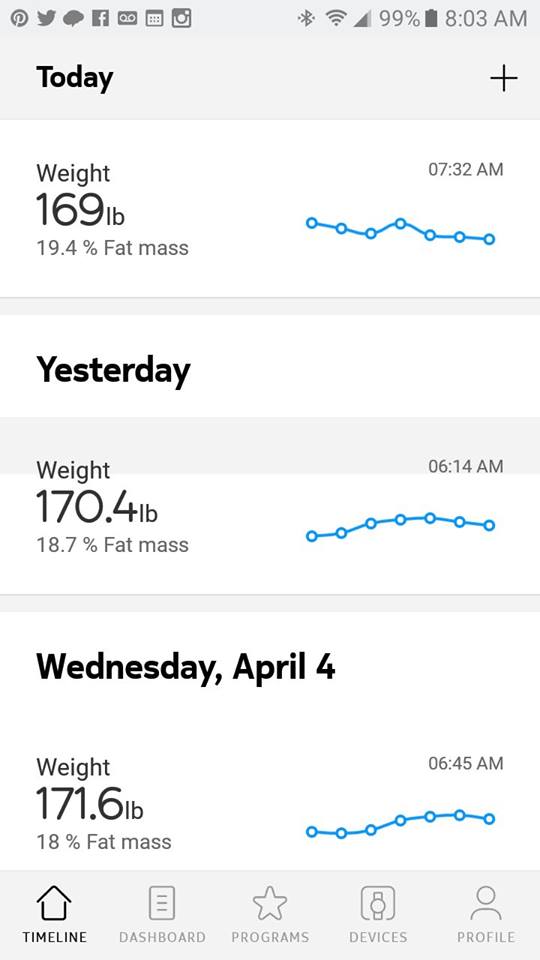 99% 8:03 AM
Today
Weight 07:32 AM
169lb
19.4 % Fat mass
Yesterday
Weight 06:14 AM
170.4lb
18.7 % Fat mass
Wednesday, April 4
Weight 06:45 AM
171.6lb
18 % Fat mass
TIMELINE DASHBOARD PROGRAMS DEVICES PROFILE